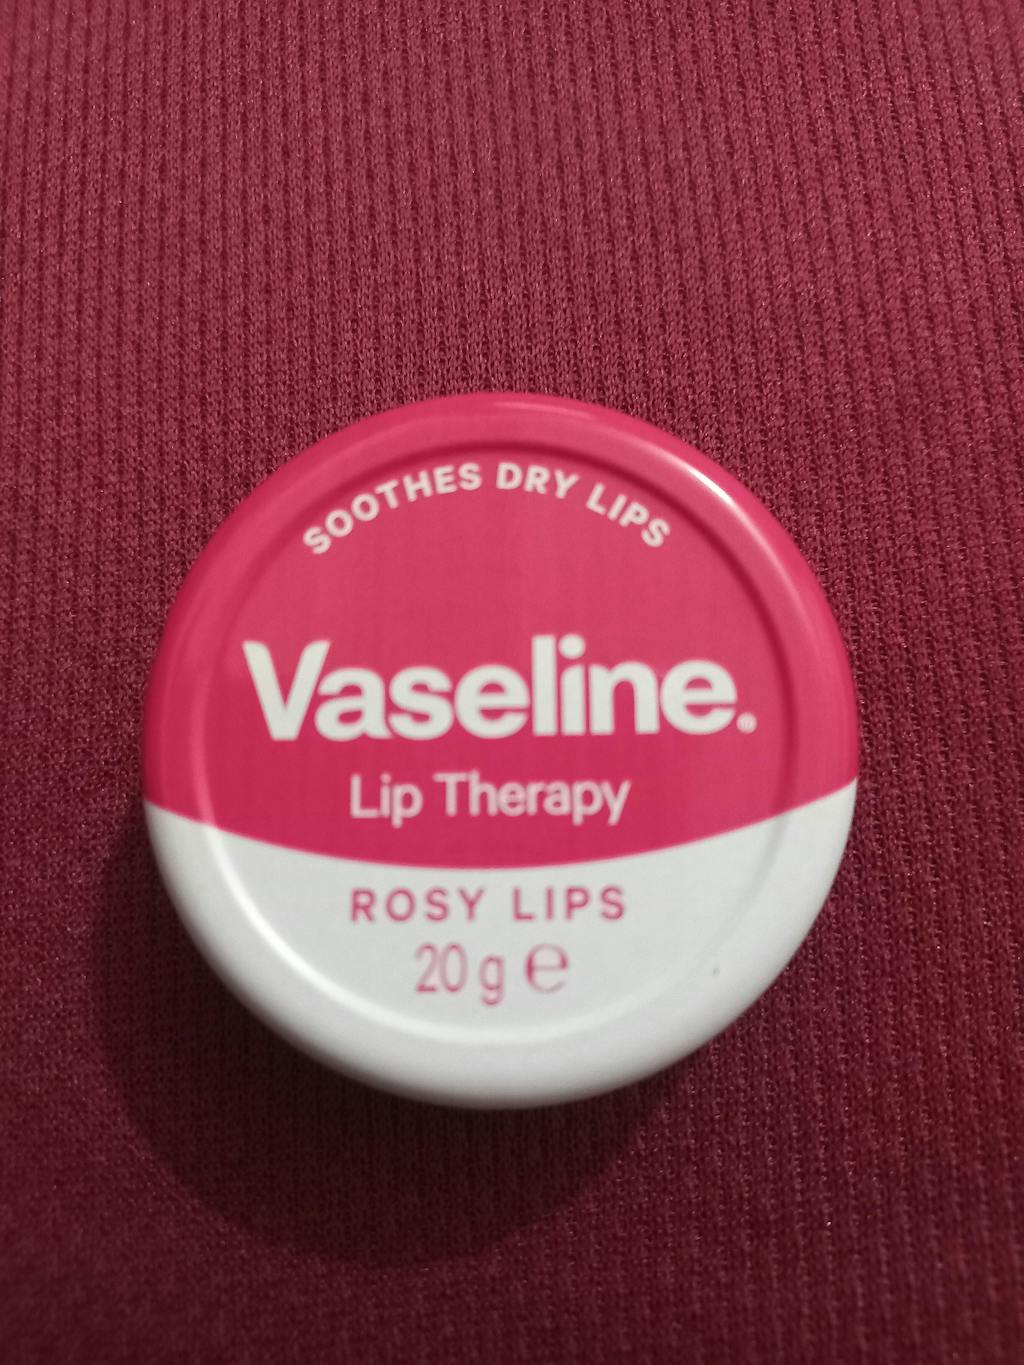 SOOTHES DRY LIPS
Vaseline®
Lip Therapy
ROSY LIPS
20 g ℮